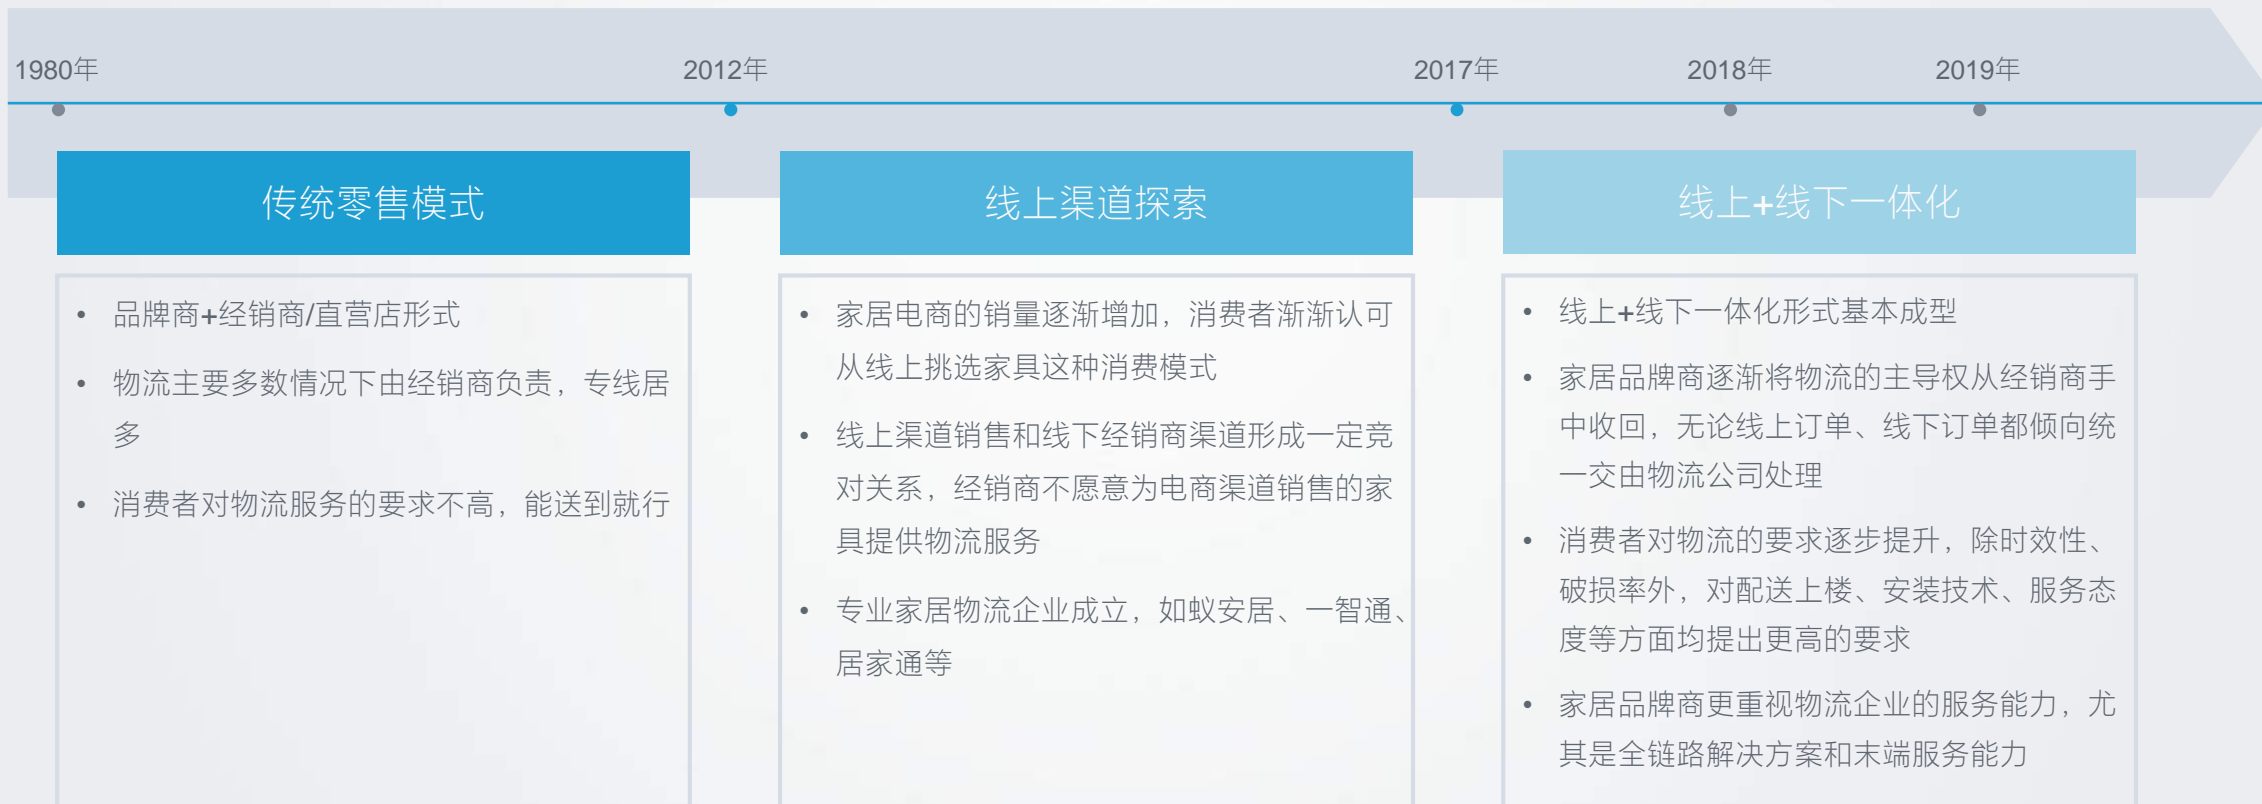 1980年
2012年
2017年
2018年
2019年
传统零售模式
• 品牌商+经销商/直营店形式
• 物流主要多数情况下由经销商负责，专线居
多
• 消费者对物流服务的要求不高，能送到就行
线上渠道探索
• 家居电商的销量逐渐增加，消费者渐渐认可
从线上挑选家具这种消费模式
• 线上渠道销售和线下经销商渠道形成一定竞
对关系，经销商不愿意为电商渠道销售的家
具提供物流服务
• 专业家居物流企业成立，如蚁安居、一智通、
居家通等
线上+线下一体化
• 线上+线下一体化形式基本成型
• 家居品牌商逐渐将物流的主导权从经销商手
中收回，无论线上订单、线下订单都倾向统
一交由物流公司处理
• 消费者对物流的要求逐步提升，除时效性、
破损率外，对配送上楼、安装技术、服务态
度等方面均提出更高的要求
• 家居品牌商更重视物流企业的服务能力，尤
其是全链路解决方案和末端服务能力